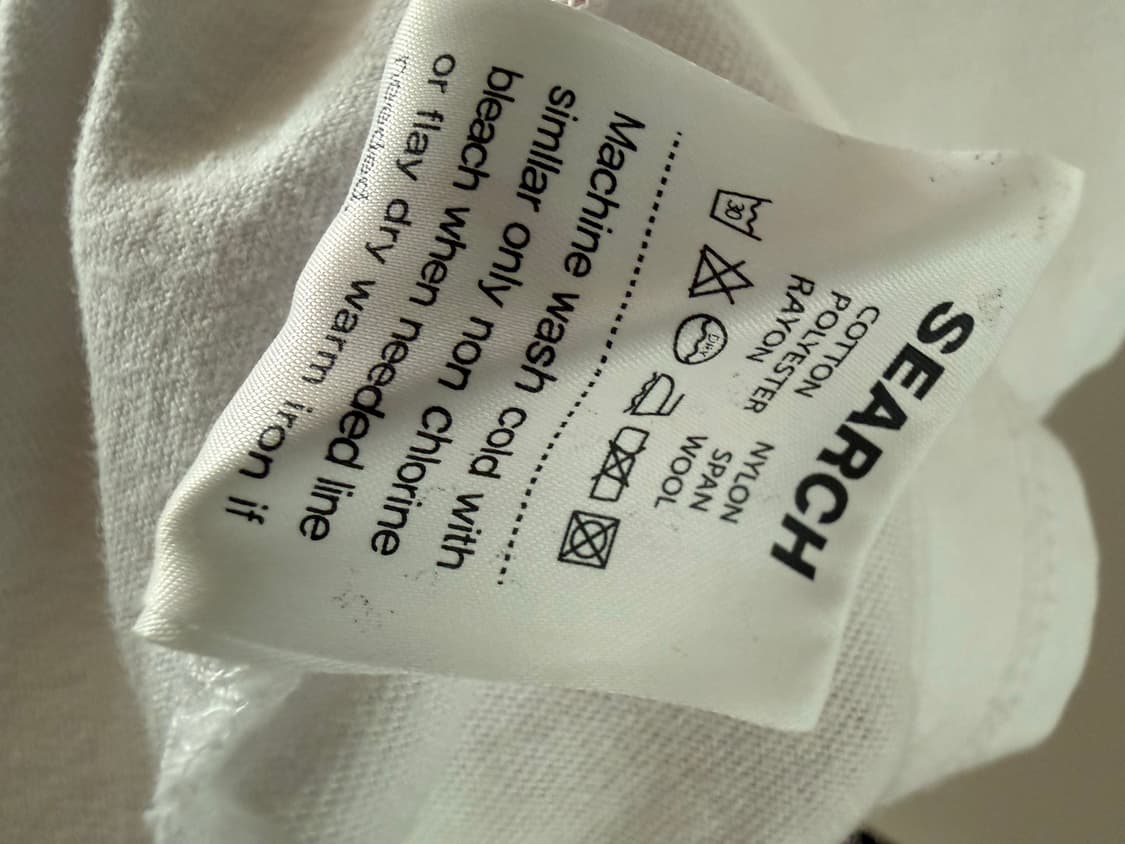 SEARCH
COTTON NYLON
POLYESTER SPAN
RAYON WOOL
30
DRY
Machine wash cold with
simllar only non chlorine
bleach when needed line
or flay dry warm iron if